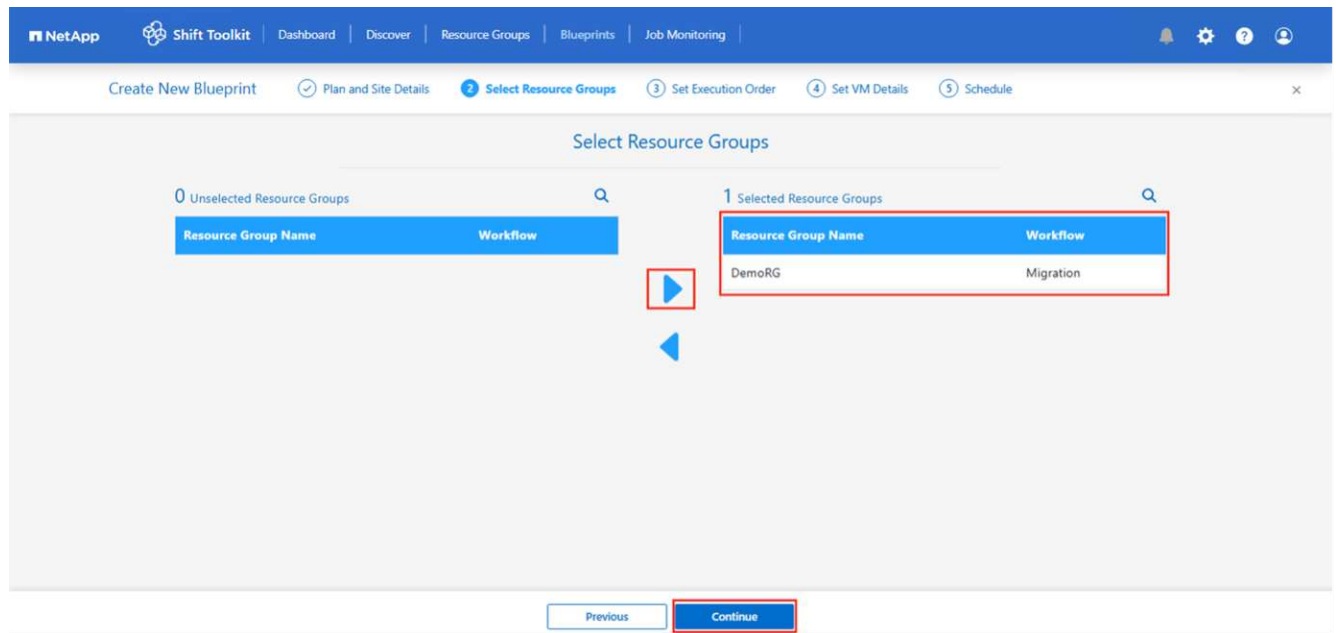 NetApp Shift Toolkit Dashboard Discover Resource Groups Blueprints Job Monitoring ?
Create New Blueprint Plan and Site Details 2 Select Resource Groups 3 Set Execution Order 4 Set VM Details 5 Schedule
Select Resource Groups
0 Unselected Resource Groups
Resource Group Name Workflow
1 Selected Resource Groups
Resource Group Name Workflow
DemoRG Migration
Previous Continue